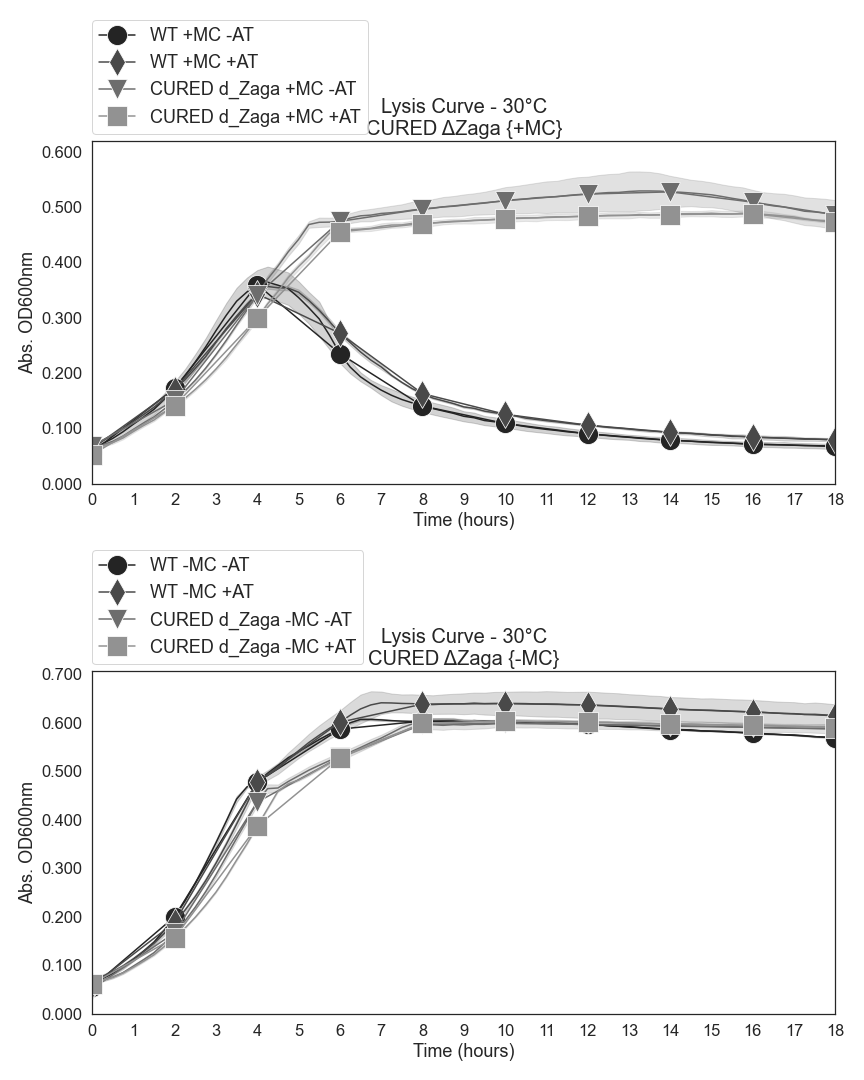 WT +MC -AT
WT +MC +AT
CURED d_Zaga +MC -AT
CURED d_Zaga +MC +AT
Lysis Curve - 30°C
CURED ΔZaga {+MC}
0.600
0.500
0.400
0.300
0.200
0.100
0.000
Abs. OD600nm
0 1 2 3 4 5 6 7 8 9 10 11 12 13 14 15 16 17 18
Time (hours)
WT -MC -AT
WT -MC +AT
CURED d_Zaga -MC -AT
CURED d_Zaga -MC +AT
Lysis Curve - 30°C
CURED ΔZaga {-MC}
0.700
0.600
0.500
0.400
0.300
0.200
0.100
0.000
Abs. OD600nm
0 1 2 3 4 5 6 7 8 9 10 11 12 13 14 15 16 17 18
Time (hours)